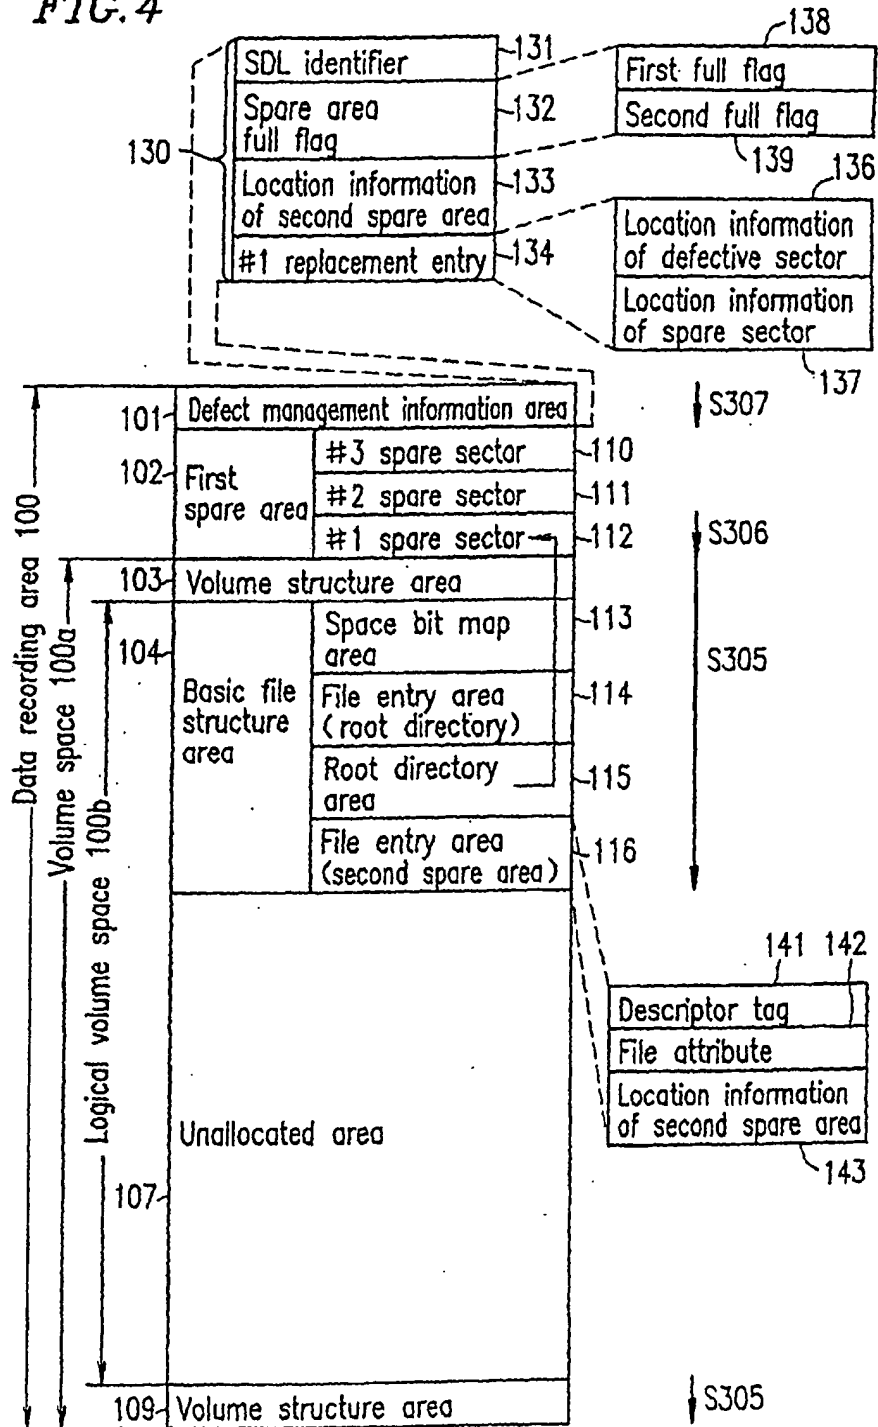 FIG. 4
138
SDL identifier
131
First full flag
Spare area
full flag
132
Second full flag
130
139
136
Location information
of second spare area
133
Location information
of defective sector
#1 replacement entry
134
Location information
of spare sector
137
101
Defect management information area
S307
102
First
spare area
#3 spare sector
110
#2 spare sector
111
#1 spare sector
112
S306
103
Volume structure area
104
Basic file
structure
area
Space bit map
area
113
S305
File entry area
(root directory)
114
Root directory
area
115
File entry area
(second spare area)
116
Data recording area 100
Volume space 100a
Logical volume space 100b
141
142
Descriptor tag
File attribute
Location information
of second spare area
143
Unallocated area
107
109
Volume structure area
S305